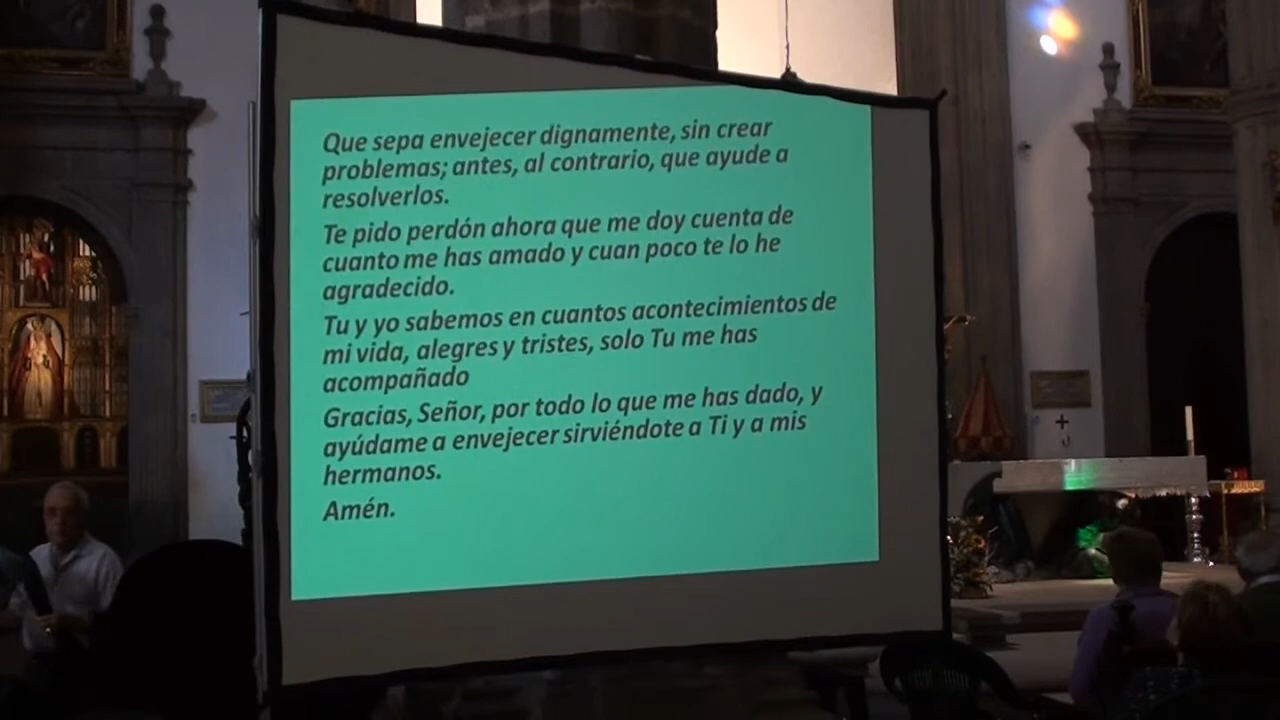 Que sepa envejecer dignamente, sin crear
problemas; antes, al contrario, que ayude a
resolverlos.
Te pido perdón ahora que me doy cuenta de
cuanto me has amado y cuan poco te lo he
agradecido.
Tu y yo sabemos en cuantos acontecimientos de
mi vida, alegres y tristes, solo Tu me has
acompañado
Gracias, Señor, por todo lo que me has dado, y
ayúdame a envejecer sirviéndote a Ti y a mis
hermanos.
Amén.